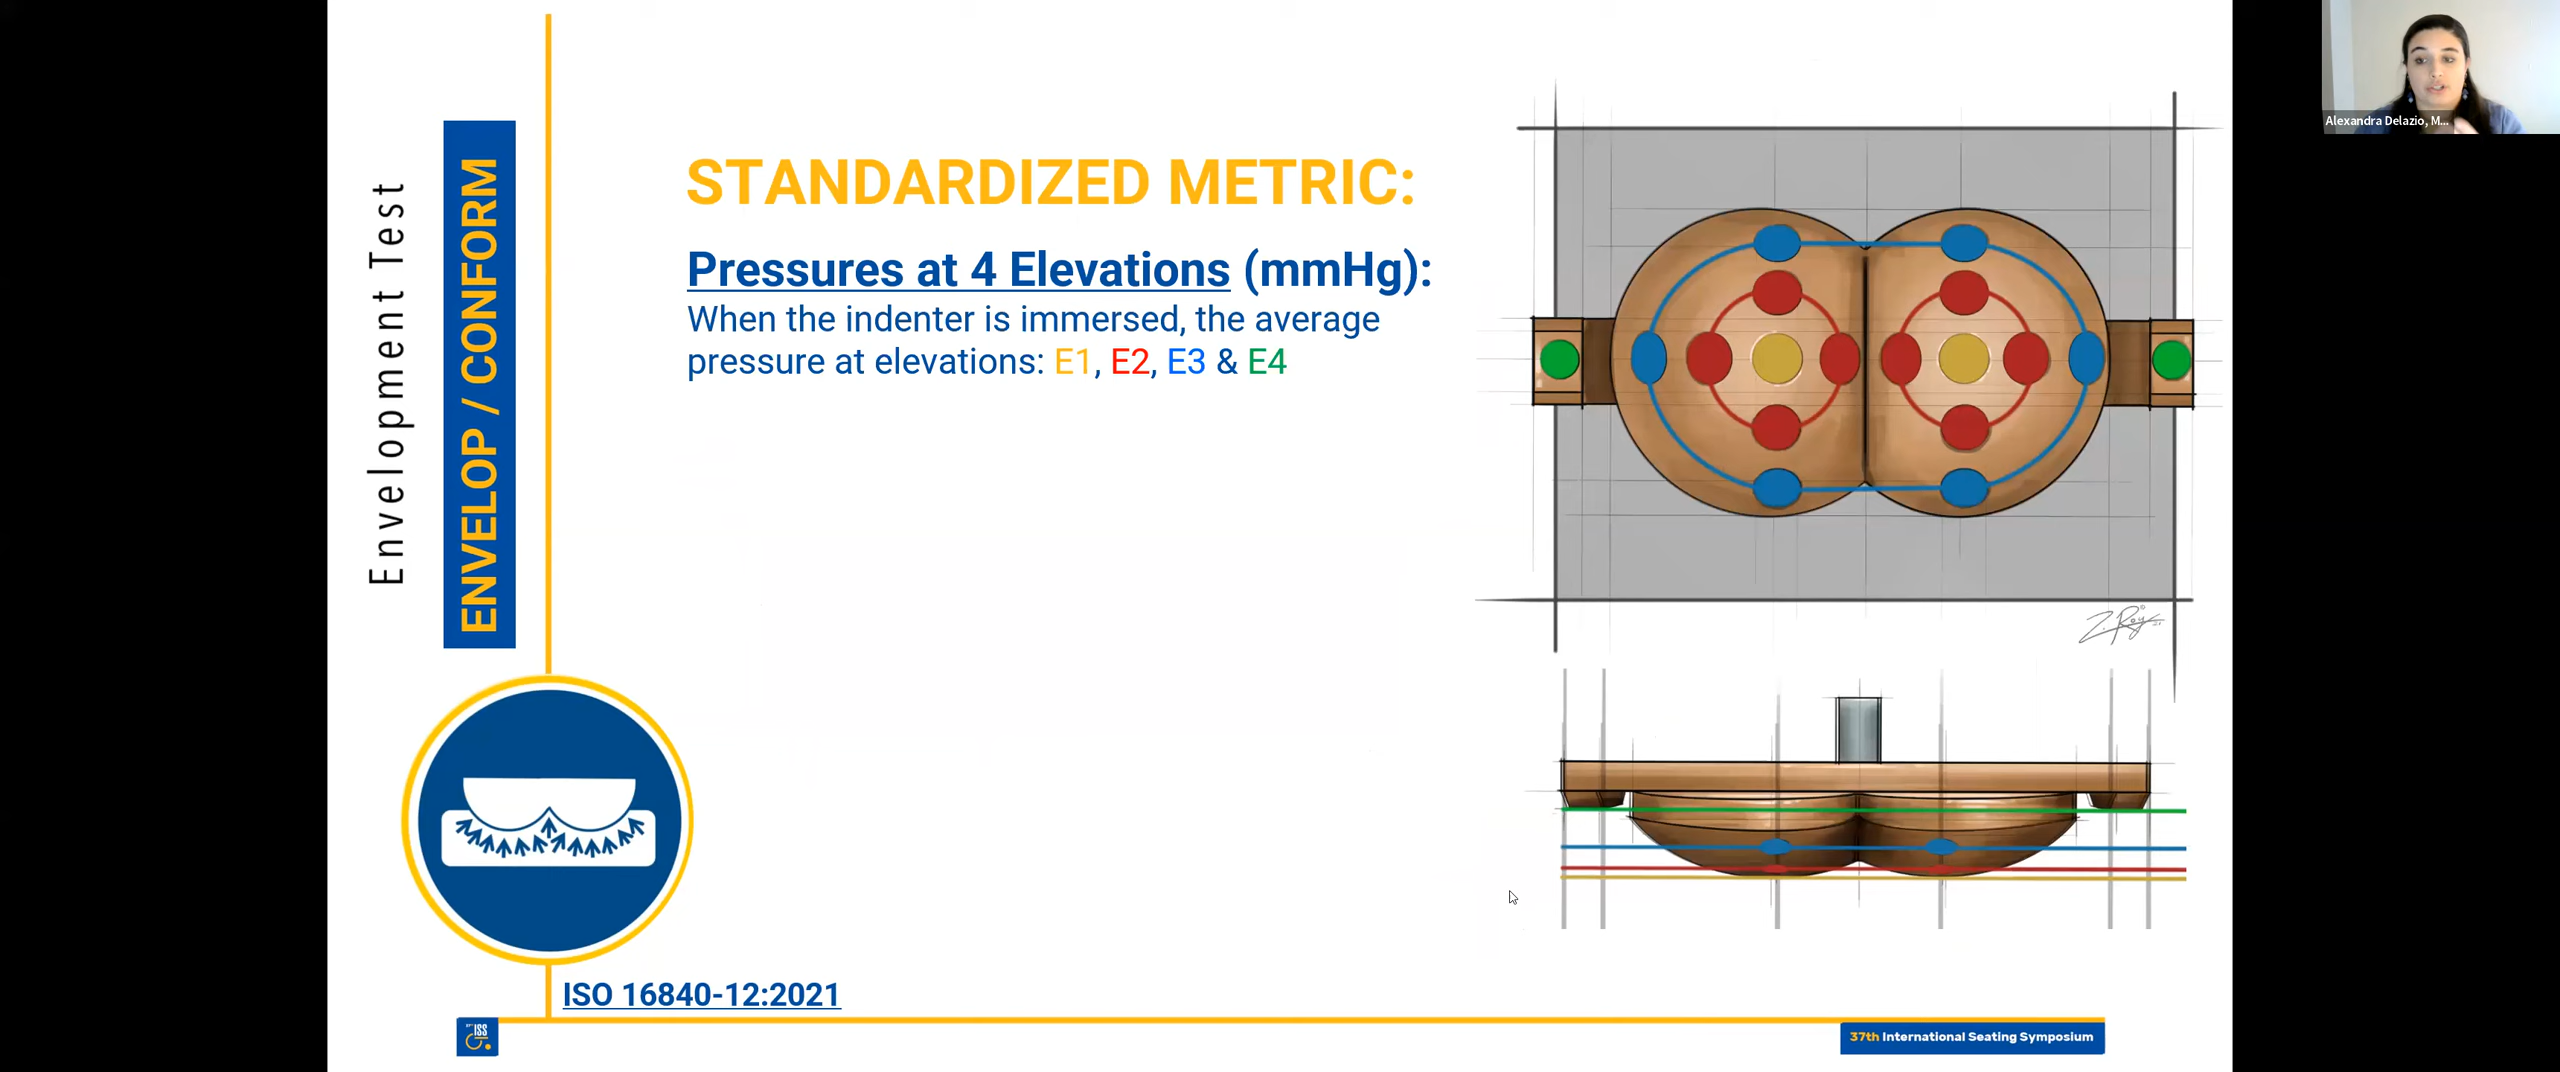 Envelopment Test
ENVELOP / CONFORM
STANDARDIZED METRIC:
Pressures at 4 Elevations (mmHg):
When the indenter is immersed, the average
pressure at elevations: E1, E2, E3 & E4
ISO 16840-12:2021
ISS
37th International Seating Symposium
Alexandra Delazio, M...